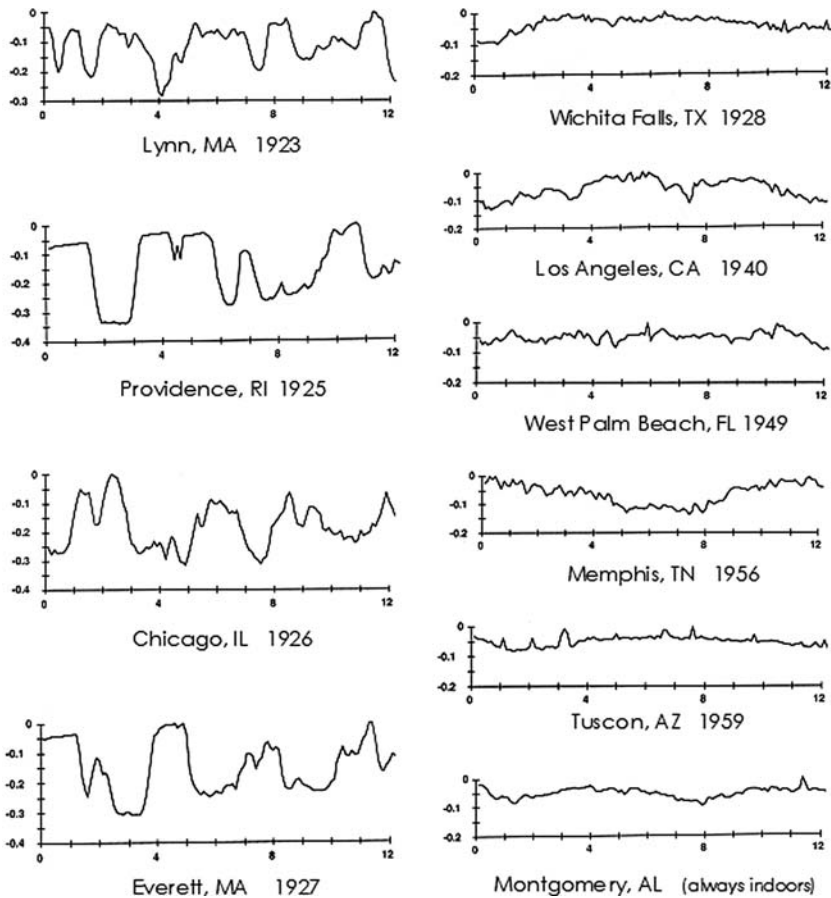 0
-0.1
-0.2
-0.3
0 4 8 12
Lynn, MA 1923
0
-0.1
-0.2
-0.3
-0.4
0 4 8 12
Providence, RI 1925
0
-0.1
-0.2
-0.3
-0.4
0 4 8 12
Chicago, IL 1926
0
-0.1
-0.2
-0.3
-0.4
0 4 8 12
Everett, MA 1927
0
-0.1
-0.2
0 4 8 12
Wichita Falls, TX 1928
0
-0.1
-0.2
0 4 8 12
Los Angeles, CA 1940
0
-0.1
-0.2
0 4 8 12
West Palm Beach, FL 1949
0
-0.1
-0.2
0 4 8 12
Memphis, TN 1956
0
-0.1
-0.2
0 4 8 12
Tuscon, AZ 1959
0
-0.1
-0.2
0 4 8 12
Montgomery, AL (always indoors)